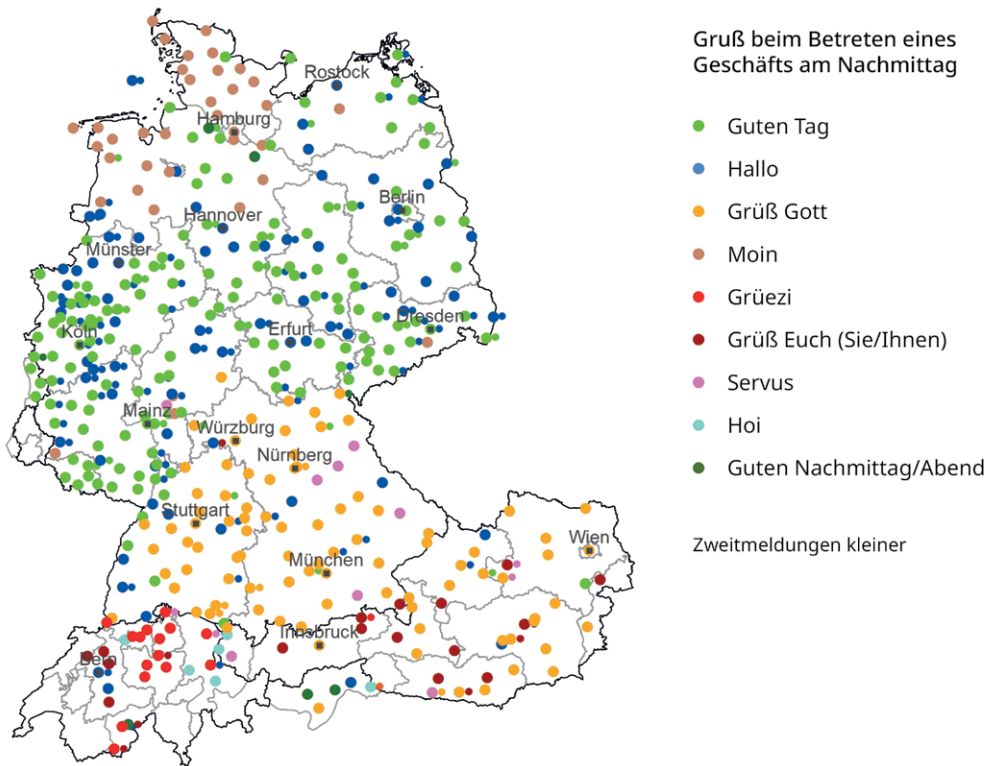 Gruß beim Betreten eines
Geschäfts am Nachmittag
Guten Tag
Hallo
Grüß Gott
Moin
Grüezi
Grüß Euch (Sie/Ihnen)
Servus
Hoi
Guten Nachmittag/Abend
Zweitmeldungen kleiner
Rostock
Hamburg
Berlin
Hannover
Münster
Dresden
Erfurt
Köln
Mainz
Würzburg
Nürnberg
Stuttgart
Wien
München
Innsbruck
Bern